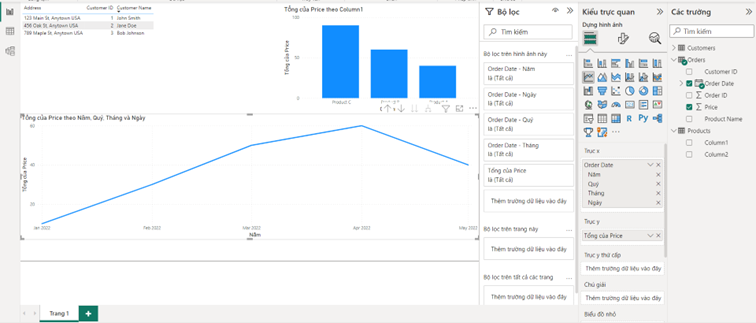 Address Customer ID Customer Name
123 Main St, Anytown USA 1 John Smith
456 Oak St, Anytown USA 2 Jane Doe
789 Maple St, Anytown USA 3 Bob Johnson
Tổng của Price theo Column1
Tổng của Price
100
50
0
Product C
Tổng của Price theo Năm, Quý, Tháng và Ngày
Tổng của Price
60
40
20
Jan 2022 Feb 2022 Mar 2022 Apr 2022 May 2022
Năm
Trang 1
Bộ lọc
Tìm kiếm
Bộ lọc trên hình ảnh này
Order Date - Năm
là (Tất cả)
Order Date - Ngày
là (Tất cả)
Order Date - Quý
là (Tất cả)
Order Date - Tháng
là (Tất cả)
Tổng của Price
là (Tất cả)
Thêm trường dữ liệu vào đây
Bộ lọc trên trang này
Thêm trường dữ liệu vào đây
Bộ lọc trên tất cả các trang
Thêm trường dữ liệu vào đây
Kiểu trực quan
Dựng hình ảnh
Trục x
Order Date
Năm
Quý
Tháng
Ngày
Trục y
Tổng của Price
Trục y thứ cấp
Thêm trường dữ liệu vào đây
Chú giải
Thêm trường dữ liệu vào đây
Biểu đồ nhỏ
Các trường
Tìm kiếm
Customers
Orders
Customer ID
Order Date
Order ID
Price
Product Name
Products
Column1
Column2